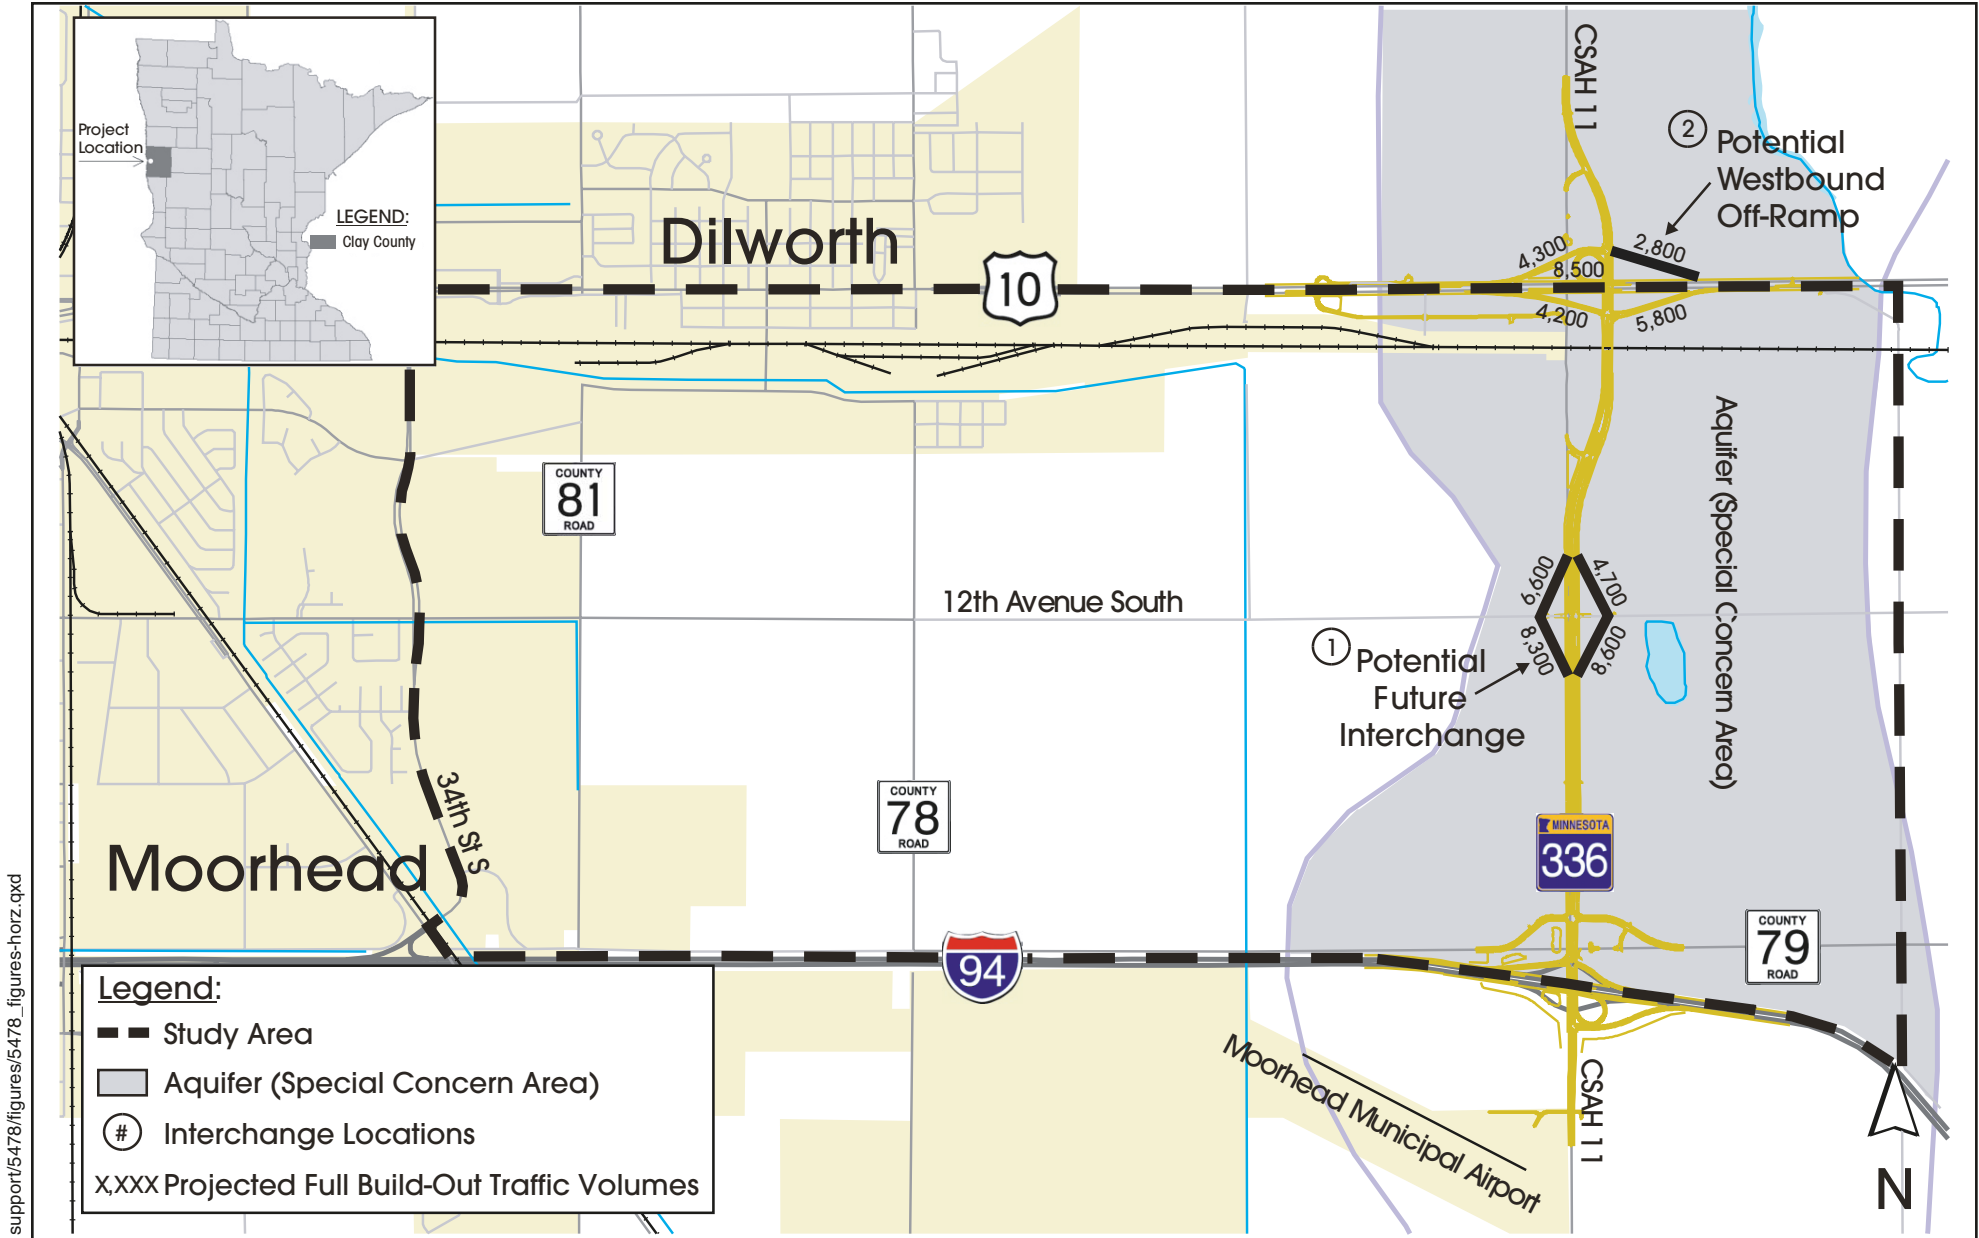 Project
Location
LEGEND:
Clay County
CSAH 11
2
Potential
Westbound
Off-Ramp
Dilworth
10
4,300
8,500
2,800
4,200
5,800
Aquifer (Special Concern Area)
COUNTY
81
ROAD
12th Avenue South
6,600
4,700
8,300
8,600
1
Potential
Future
Interchange
34th St S
COUNTY
78
ROAD
MINNESOTA
336
Moorhead
COUNTY
79
ROAD
94
Moorhead Municipal Airport
CSAH 11
N
Legend:
Study Area
Aquifer (Special Concern Area)
# Interchange Locations
X,XXX Projected Full Build-Out Traffic Volumes
support/5478/figures/5478_figures-horz.qxd